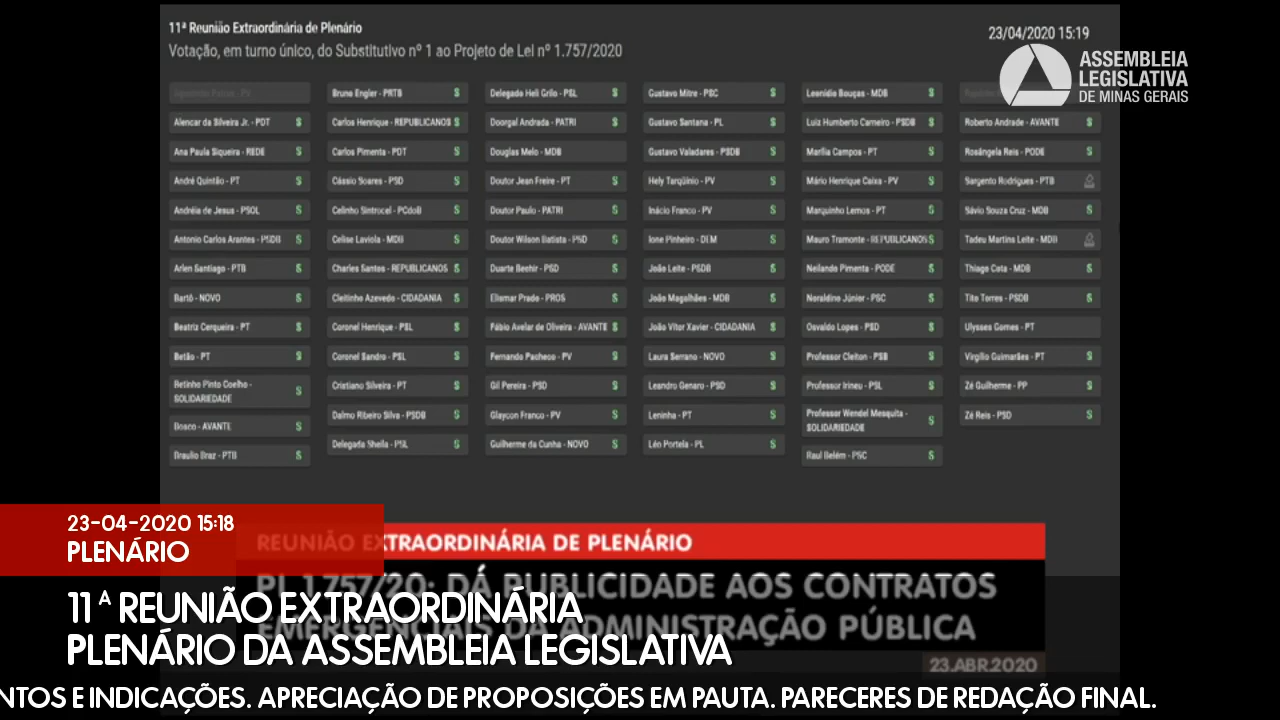 11ª Reunião Extraordinária de Plenário
Votação, em turno único, do Substitutivo nº 1 ao Projeto de Lei nº 1.757/2020
23/04/2020 15:19
ASSEMBLEIA
LEGISLATIVA
DE MINAS GERAIS
Alencar da Silveira Jr. - PDT S
Ana Paula Siqueira - REDE S
André Quintão - PT S
Andréia de Jesus - PSOL S
Antonio Carlos Arantes - PSDB S
Arlen Santiago - PTB S
Bartô - NOVO S
Beatriz Cerqueira - PT S
Betão - PT S
Betinho Pinto Coelho -
SOLIDARIEDADE S
Bosco - AVANTE S
Braulio Braz - PTB S
Bruno Engler - PRTB S
Carlos Henrique - REPUBLICANOS S
Carlos Pimenta - PDT S
Cássio Soares - PSD S
Celinho Sintrocel - PCdoB S
Celise Laviola - MDB S
Charles Santos - REPUBLICANOS S
Cleitinho Azevedo - CIDADANIA S
Coronel Henrique - PSL S
Coronel Sandro - PSL S
Cristiano Silveira - PT S
Dalmo Ribeiro Silva - PSDB S
Delegada Sheila - PSL S
Delegado Heli Grilo - PSL S
Doorgal Andrada - PATRI S
Douglas Melo - MDB
Doutor Jean Freire - PT S
Doutor Paulo - PATRI S
Doutor Wilson Batista - PSD S
Duarte Bechir - PSD S
Elismar Prado - PROS S
Fábio Avelar de Oliveira - AVANTE S
Fernando Pacheco - PV S
Gil Pereira - PSD S
Glaycon Franco - PV S
Guilherme da Cunha - NOVO S
Gustavo Mitre - PSC S
Gustavo Santana - PL S
Gustavo Valadares - PSDB S
Hely Tarqüínio - PV S
Inácio Franco - PV S
Ione Pinheiro - DEM S
João Leite - PSDB S
João Magalhães - MDB S
João Vítor Xavier - CIDADANIA S
Laura Serrano - NOVO S
Leandro Genaro - PSD S
Leninha - PT S
Léo Portela - PL S
Leonídio Bouças - MDB S
Luiz Humberto Carneiro - PSDB S
Marília Campos - PT S
Mário Henrique Caixa - PV S
Marquinho Lemos - PT S
Mauro Tramonte - REPUBLICANOS S
Neilando Pimenta - PODE S
Noraldino Júnior - PSC S
Osvaldo Lopes - PSD S
Professor Cleiton - PSB S
Professor Irineu - PSL S
Professor Wendel Mesquita -
SOLIDARIEDADE S
Raul Belém - PSC S
Roberto Andrade - AVANTE S
Rosângela Reis - PODE S
Sargento Rodrigues - PTB
Sávio Souza Cruz - MDB S
Tadeu Martins Leite - MDB
Thiago Cota - MDB S
Tito Torres - PSDB S
Ulysses Gomes - PT
Virgílio Guimarães - PT S
Zé Guilherme - PP S
Zé Reis - PSD S
23-04-2020 15:18
PLENÁRIO
REUNIÃO EXTRAORDINÁRIA DE PLENÁRIO
PL 1.757/20: DÁ PUBLICIDADE AOS CONTRATOS
EMERGENCIAIS DA ADMINISTRAÇÃO PÚBLICA
23.ABR.2020
11ª REUNIÃO EXTRAORDINÁRIA
PLENÁRIO DA ASSEMBLEIA LEGISLATIVA
NTOS E INDICAÇÕES. APRECIAÇÃO DE PROPOSIÇÕES EM PAUTA. PARECERES DE REDAÇÃO FINAL.